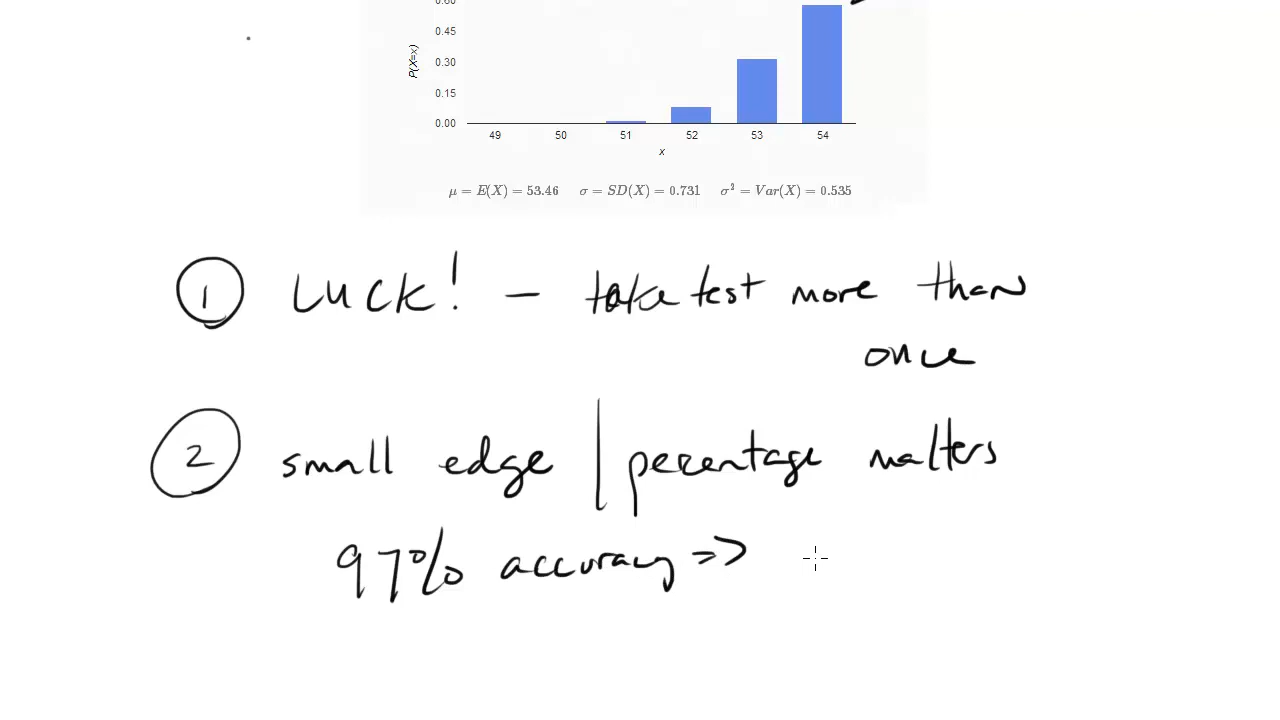 0.60
0.45
0.30
0.15
0.00
P(X=x)
49 50 51 52 53 54
x
μ = E(X) = 53.46 σ = SD(X) = 0.731 σ² = Var(X) = 0.535
1 LUCK! – take test more than
once
2 small edge | percentage matters
97% accuracy =>